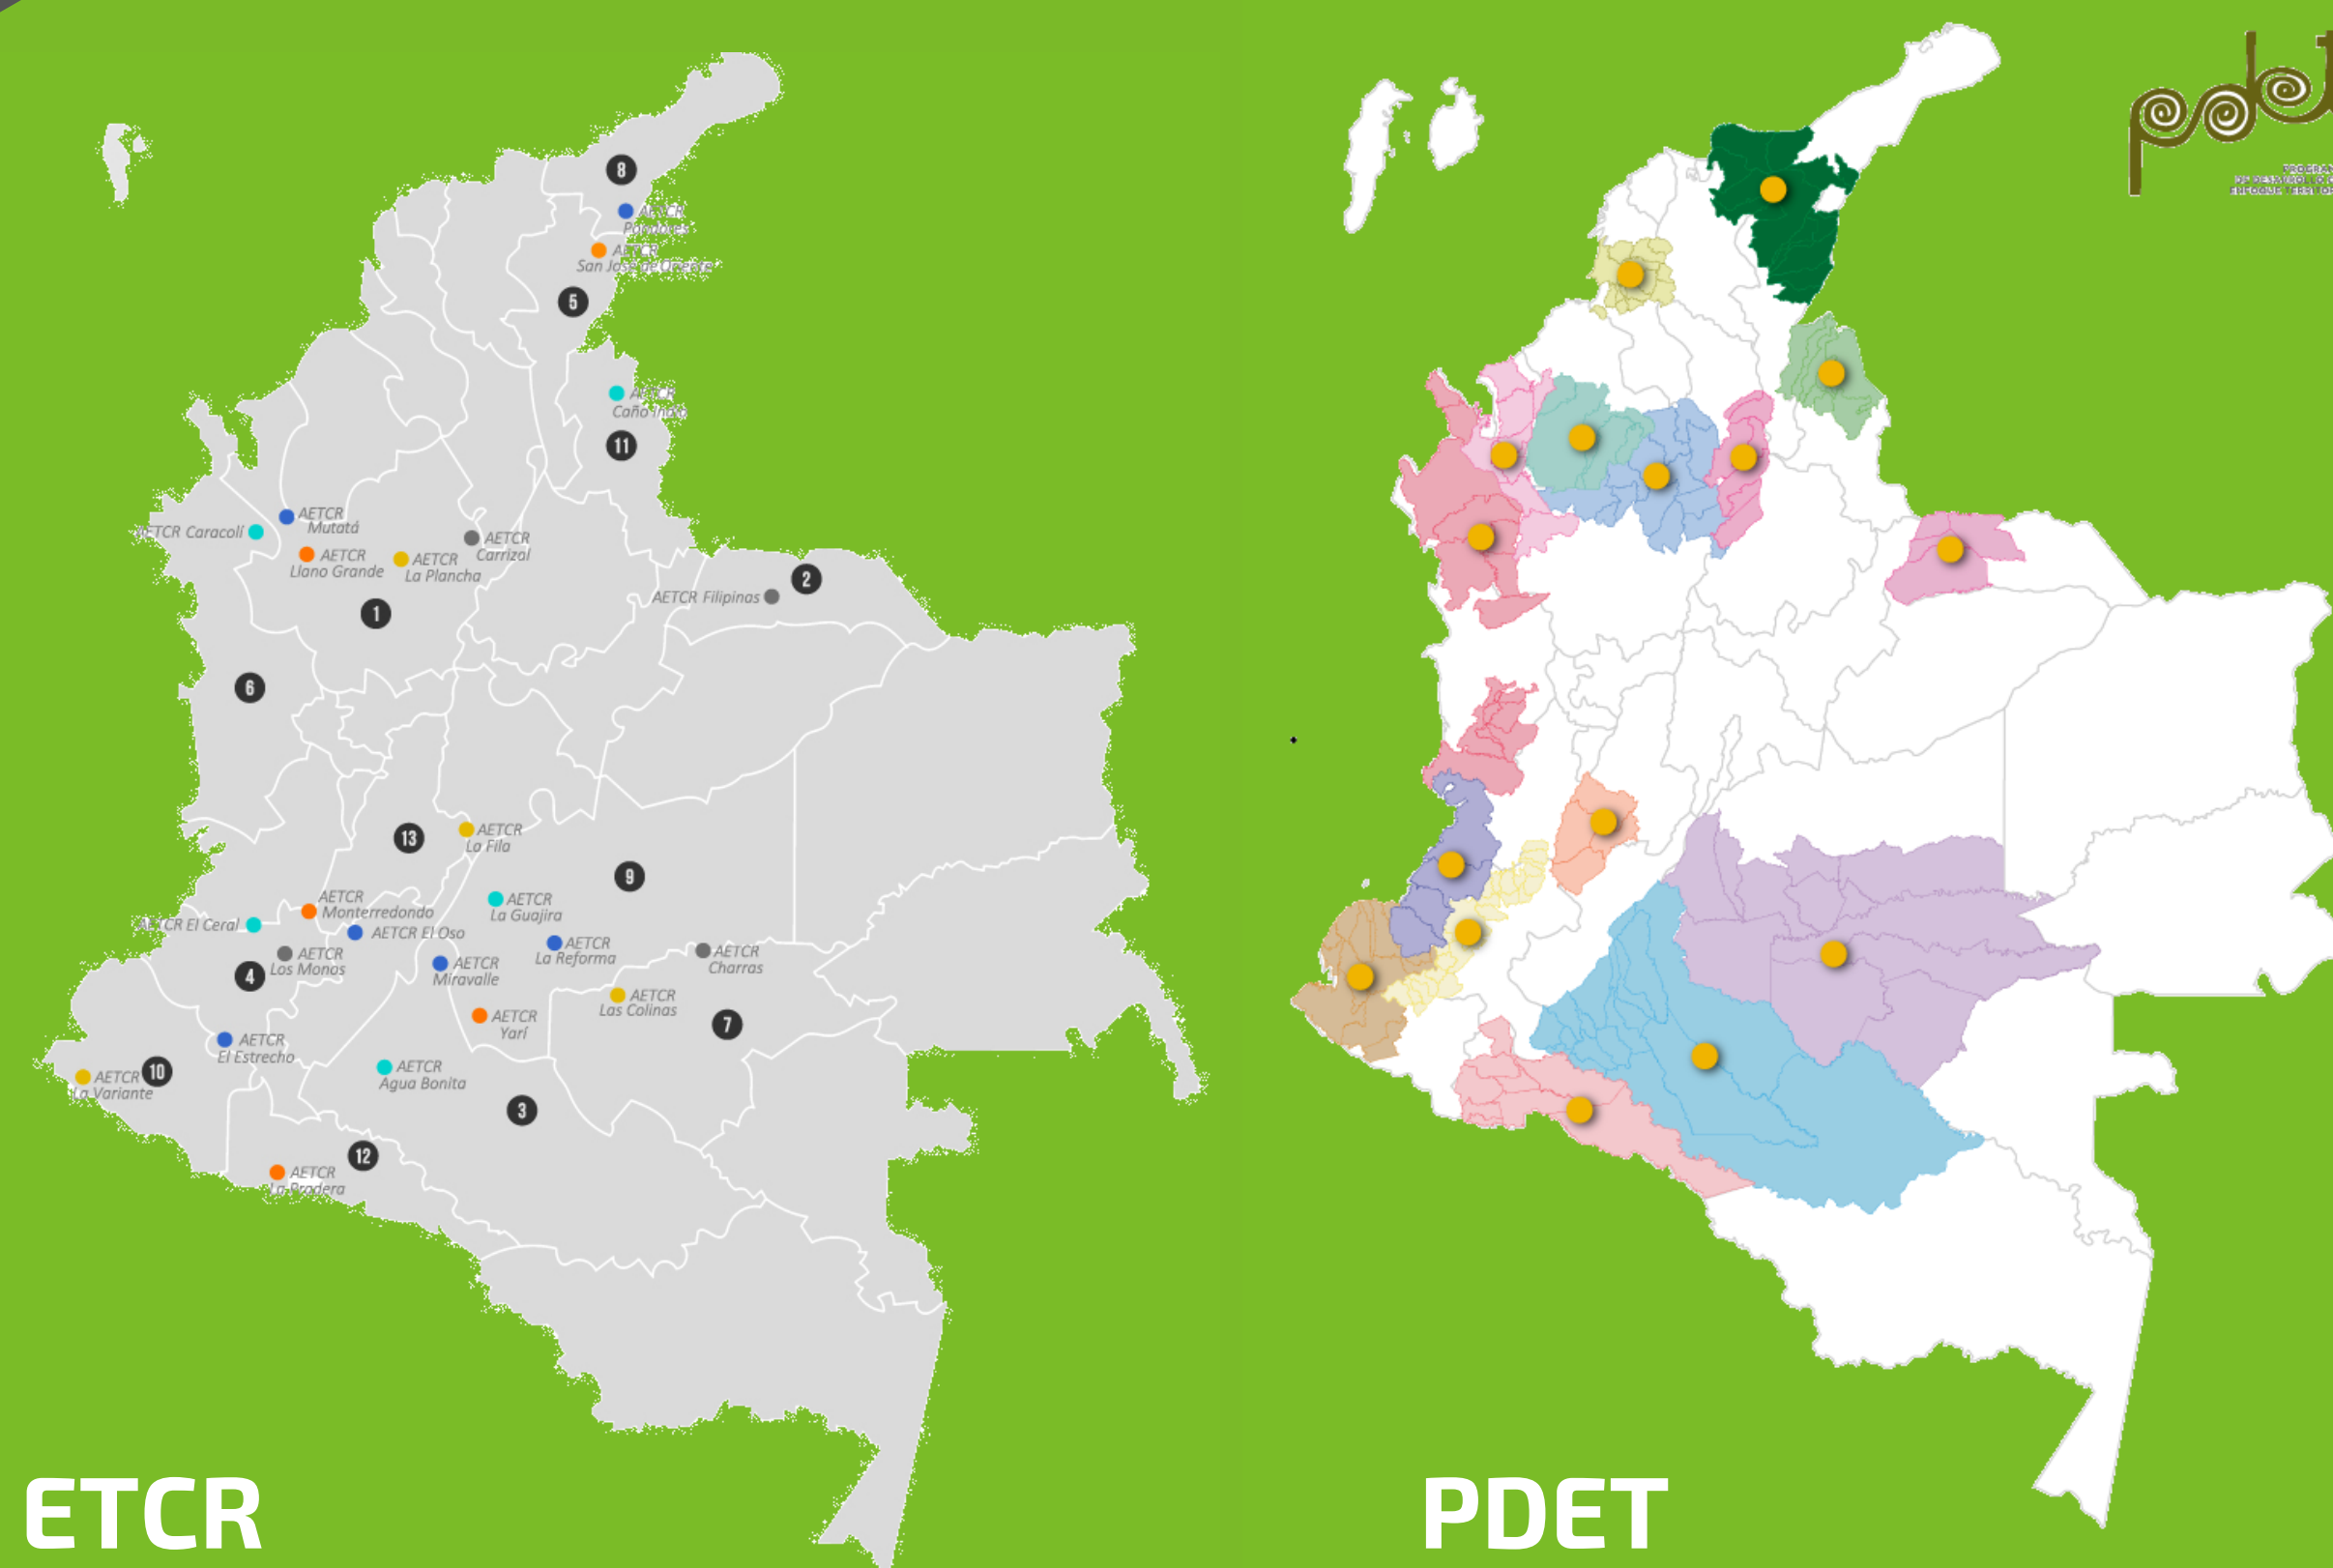 8
AETCR
Pondores
AETCR
San José de Oriente
5
AETCR
Caño Indio
11
AETCR
Mutatá
AETCR Caracolí
AETCR
Llano Grande
AETCR
La Plancha
AETCR
Carrizal
1
2
AETCR Filipinas
6
13
AETCR
La Fila
9
AETCR
Monterredondo
AETCR
La Guajira
AETCR El Ceral
AETCR El Oso
AETCR
Los Monos
AETCR
La Reforma
AETCR
Miravalle
AETCR
Charras
4
AETCR
Las Colinas
AETCR
Yarí
7
AETCR
El Estrecho
AETCR
La Variante
10
AETCR
Agua Bonita
3
12
AETCR
La Pradera
ETCR
pdet
PDET